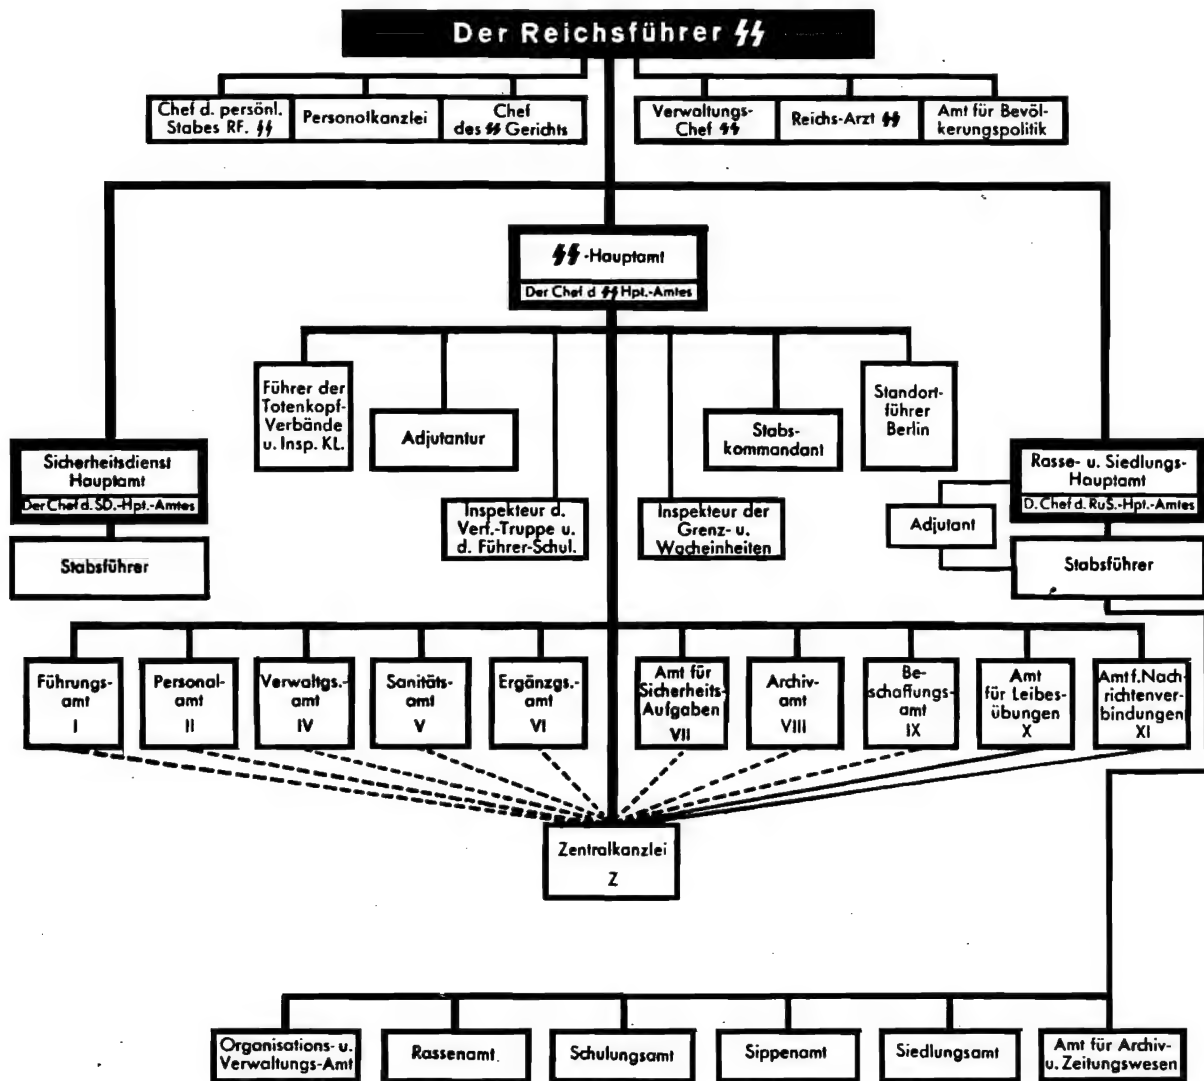 Der Reichsführer ᛋᛋ
Chef d. persönl.
Stabes RF. ᛋᛋ
Personalkanzlei
Chef
des ᛋᛋ Gerichts
Verwaltungs-
Chef ᛋᛋ
Reichs-Arzt ᛋᛋ
Amt für Bevöl-
kerungspolitik
ᛋᛋ-Hauptamt
Der Chef d ᛋᛋ Hpt.-Amtes
Führer der
Totenkopf-
Verbände
u. Insp. KL.
Adjutantur
Inspekteur d.
Verf.-Truppe u.
d. Führer-Schul.
Inspekteur der
Grenz- u.
Wacheinheiten
Stabs-
kommandant
Standort-
führer
Berlin
Sicherheitsdienst
Hauptamt
Der Chef d. SD.-Hpt.-Amtes
Stabsführer
Rasse- u. Siedlungs-
Hauptamt
D. Chef d. RuS.-Hpt.-Amtes
Adjutant
Stabsführer
Führungs-
amt
I
Personal-
amt
II
Verwaltgs.-
amt
IV
Sanitäts-
amt
V
Ergänzgs.-
amt
VI
Amt für
Sicherheits-
Aufgaben
VII
Archiv-
amt
VIII
Be-
schaffungs-
amt
IX
Amt
für Leibes-
übungen
X
Amt f. Nach-
richtenver-
bindungen
XI
Zentralkanzlei
Z
Organisations- u.
Verwaltungs-Amt
Rassenamt
Schulungsamt
Sippenamt
Siedlungsamt
Amt für Archiv-
u. Zeitungswesen